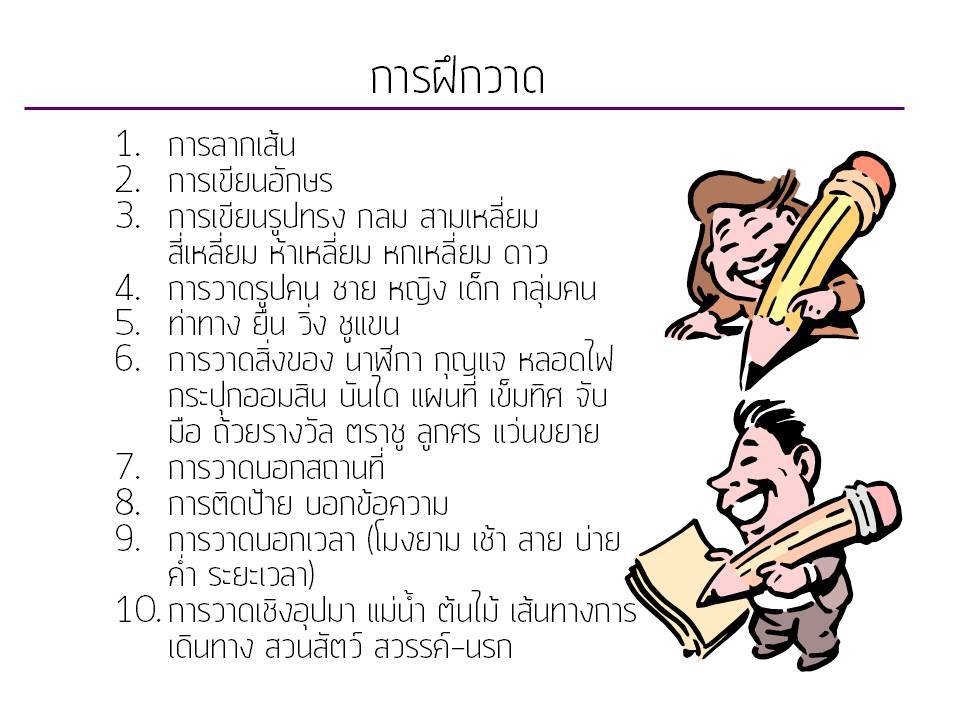 การฝึกวาด
1. การลากเส้น
2. การเขียนอักษร
3. การเขียนรูปทรง กลม สามเหลี่ยม
สี่เหลี่ยม ห้าเหลี่ยม หกเหลี่ยม ดาว
4. การวาดรูปคน ชาย หญิง เด็ก กลุ่มคน
5. ท่าทาง ยืน วิ่ง ชูแขน
6. การวาดสิ่งของ นาฬิกา กุญแจ หลอดไฟ
กระปุกออมสิน บันได แผนที่ เข็มทิศ จับ
มือ ถ้วยรางวัล ตราชู ลูกศร แว่นขยาย
7. การวาดบอกสถานที่
8. การติดป้าย บอกข้อความ
9. การวาดบอกเวลา (โมงยาม เช้า สาย บ่าย
ค่ำ ระยะเวลา)
10. การวาดเชิงอุปมา แม่น้ำ ต้นไม้ เส้นทางการ
เดินทาง สวนสัตว์ สวรรค์-นรก